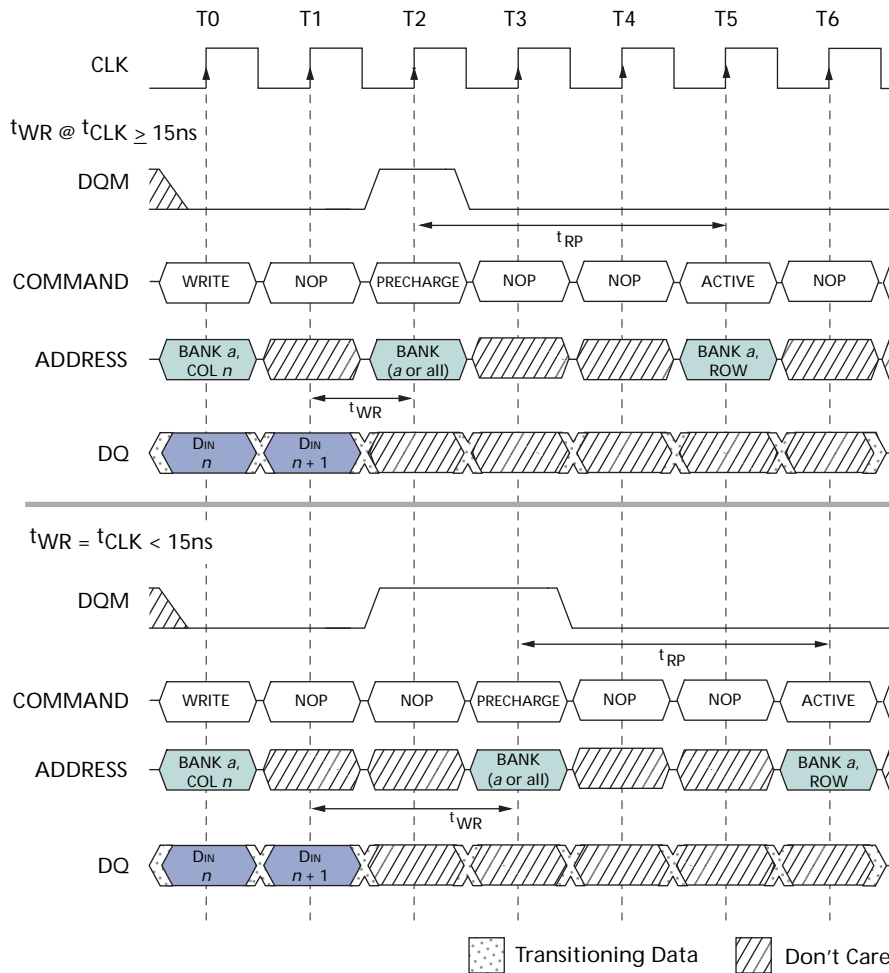 T0 T1 T2 T3 T4 T5 T6
CLK
tWR @ tCLK ≥ 15ns
DQM
tRP
COMMAND WRITE NOP PRECHARGE NOP NOP ACTIVE NOP
ADDRESS BANK a, COL n BANK (a or all) BANK a, ROW
tWR
DQ DIN n DIN n + 1
tWR = tCLK < 15ns
DQM
tRP
COMMAND WRITE NOP NOP PRECHARGE NOP NOP ACTIVE
ADDRESS BANK a, COL n BANK (a or all) BANK a, ROW
tWR
DQ DIN n DIN n + 1
Transitioning Data Don't Care